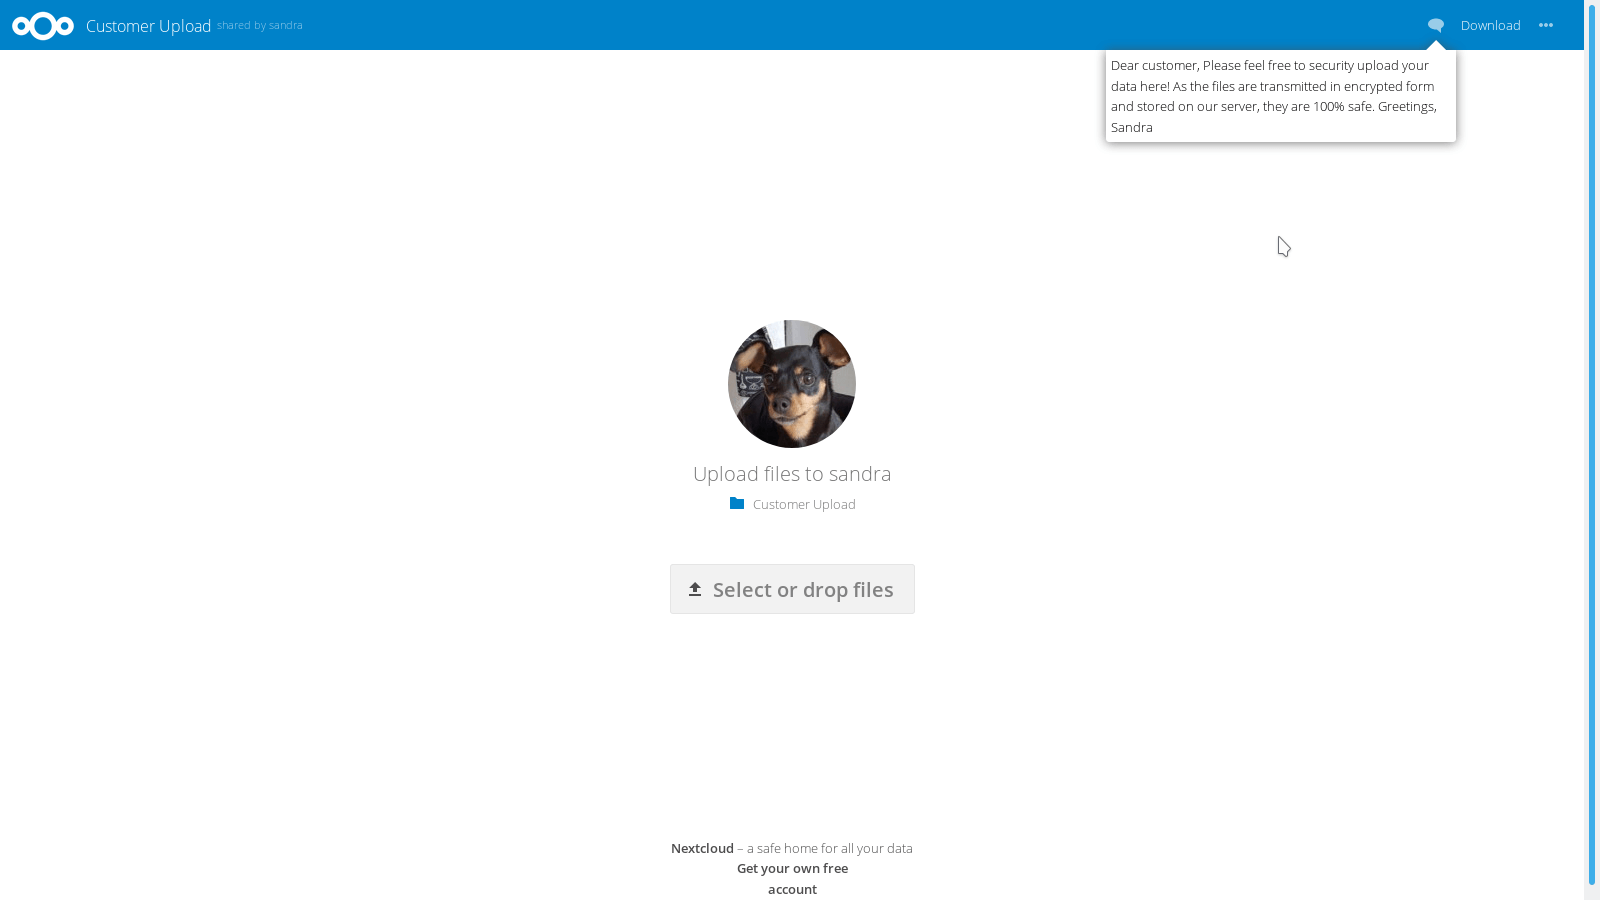 Customer Upload shared by sandra
Download
Dear customer, Please feel free to security upload your
data here! As the files are transmitted in encrypted form
and stored on our server, they are 100% safe. Greetings,
Sandra
Upload files to sandra
Customer Upload
Select or drop files
Nextcloud – a safe home for all your data
Get your own free
account